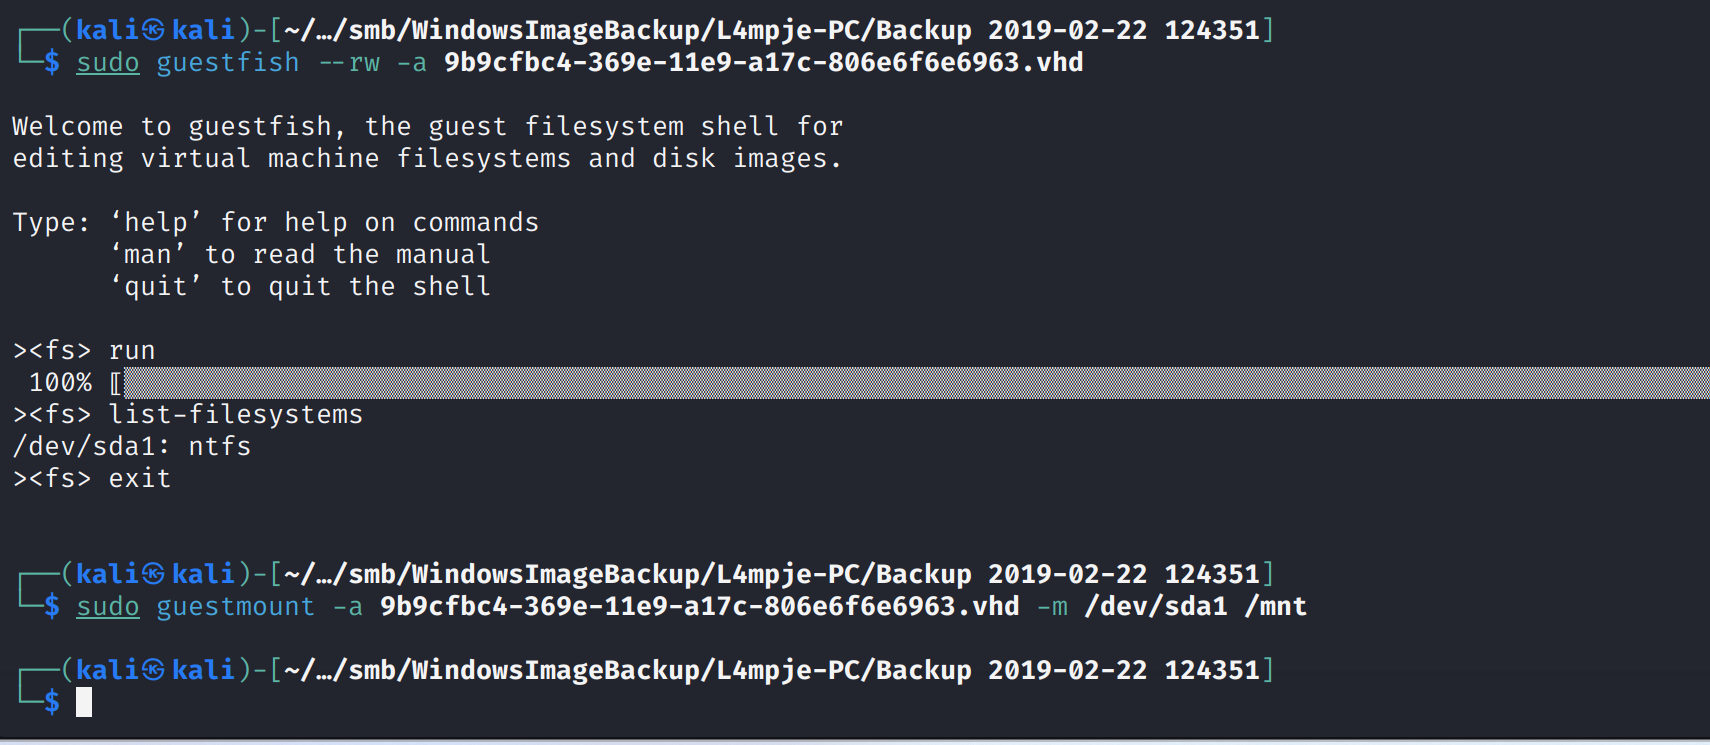 ┌──(kali㉿kali)-[~/…/smb/WindowsImageBackup/L4mpje-PC/Backup 2019-02-22 124351]
└─$ sudo guestfish --rw -a 9b9cfbc4-369e-11e9-a17c-806e6f6e6963.vhd
Welcome to guestfish, the guest filesystem shell for
editing virtual machine filesystems and disk images.
Type: ‘help’ for help on commands
‘man’ to read the manual
‘quit’ to quit the shell
><fs> run
100% ⟦
><fs> list-filesystems
/dev/sda1: ntfs
><fs> exit
┌──(kali㉿kali)-[~/…/smb/WindowsImageBackup/L4mpje-PC/Backup 2019-02-22 124351]
└─$ sudo guestmount -a 9b9cfbc4-369e-11e9-a17c-806e6f6e6963.vhd -m /dev/sda1 /mnt
┌──(kali㉿kali)-[~/…/smb/WindowsImageBackup/L4mpje-PC/Backup 2019-02-22 124351]
└─$